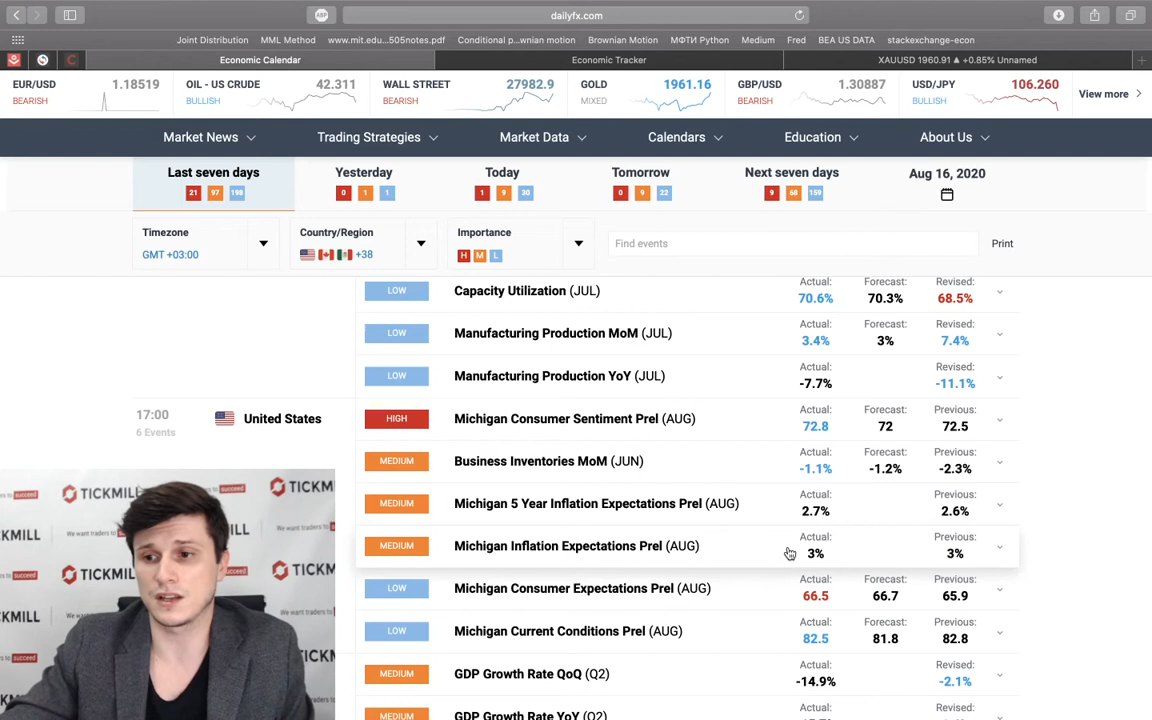 dailyfx.com
Joint Distribution MML Method www.mit.edu...505notes.pdf Conditional p...wnian motion Brownian Motion МФТИ Python Medium Fred BEA US DATA stackexchange-econ
Economic Calendar Economic Tracker XAUUSD 1960.91 ▲ +0.85% Unnamed
EUR/USD 1.18519 OIL - US CRUDE 42.311 WALL STREET 27982.9 GOLD 1961.16 GBP/USD 1.30887 USD/JPY 106.260 View more
BEARISH BULLISH BEARISH MIXED BEARISH BULLISH
Market News Trading Strategies Market Data Calendars Education About Us
Last seven days Yesterday Today Tomorrow Next seven days Aug 16, 2020
21 97 198 0 1 1 1 9 30 0 9 22 9 68 159
Timezone Country/Region Importance Find events Print
GMT +03:00 +38 H M L
Actual: Forecast: Revised:
LOW Capacity Utilization (JUL) 70.6% 70.3% 68.5%
Actual: Forecast: Revised:
LOW Manufacturing Production MoM (JUL) 3.4% 3% 7.4%
Actual: Revised:
LOW Manufacturing Production YoY (JUL) -7.7% -11.1%
17:00 Actual: Forecast: Previous:
6 Events United States HIGH Michigan Consumer Sentiment Prel (AUG) 72.8 72 72.5
Actual: Forecast: Previous:
MEDIUM Business Inventories MoM (JUN) -1.1% -1.2% -2.3%
Actual: Previous:
MEDIUM Michigan 5 Year Inflation Expectations Prel (AUG) 2.7% 2.6%
Actual: Previous:
MEDIUM Michigan Inflation Expectations Prel (AUG) 3% 3%
Actual: Forecast: Previous:
LOW Michigan Consumer Expectations Prel (AUG) 66.5 66.7 65.9
Actual: Forecast: Previous:
LOW Michigan Current Conditions Prel (AUG) 82.5 81.8 82.8
Actual: Revised:
MEDIUM GDP Growth Rate QoQ (Q2) -14.9% -2.1%
Actual: Revised:
MEDIUM GDP Growth Rate YoY (Q2)
TICKMILL
We want traders to succeed